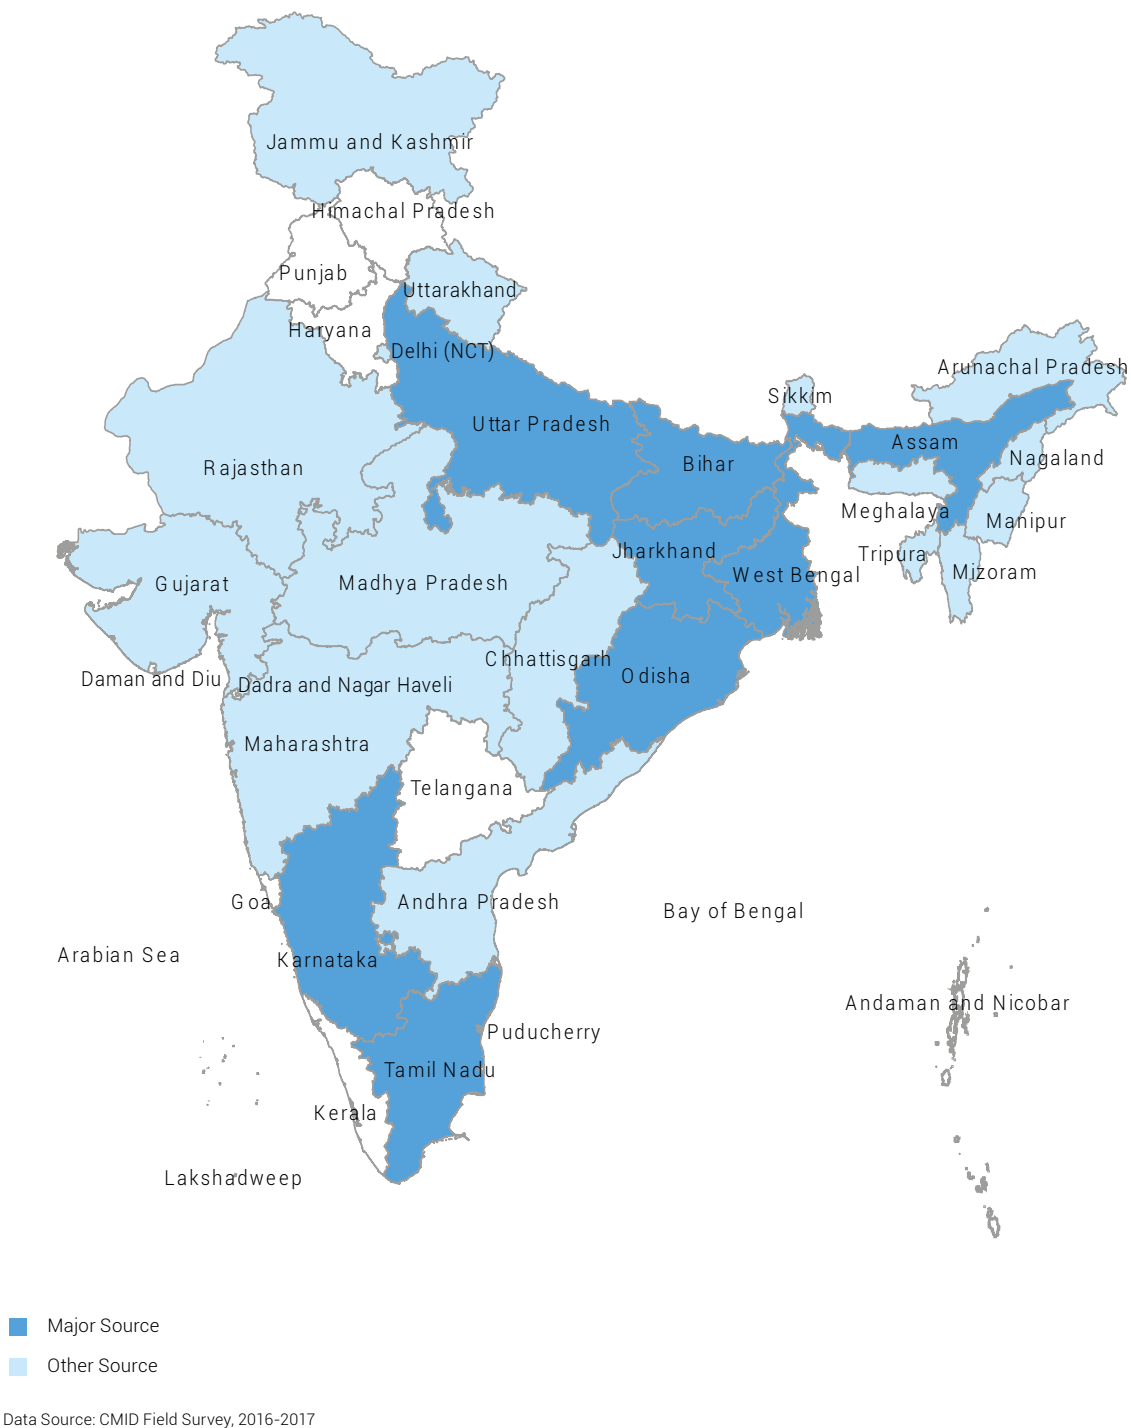 Jammu and Kashmir
Himachal Pradesh
Punjab
Uttarakhand
Haryana
Delhi (NCT)
Arunachal Pradesh
Sikkim
Uttar Pradesh
Assam
Rajasthan
Bihar
Nagaland
Meghalaya
Manipur
Jharkhand
Tripura
Gujarat
Madhya Pradesh
West Bengal
Mizoram
Chhattisgarh
Odisha
Daman and Diu
Dadra and Nagar Haveli
Maharashtra
Telangana
Goa
Andhra Pradesh
Bay of Bengal
Arabian Sea
Karnataka
Andaman and Nicobar
Puducherry
Tamil Nadu
Kerala
Lakshadweep
Major Source
Other Source
Data Source: CMID Field Survey, 2016-2017